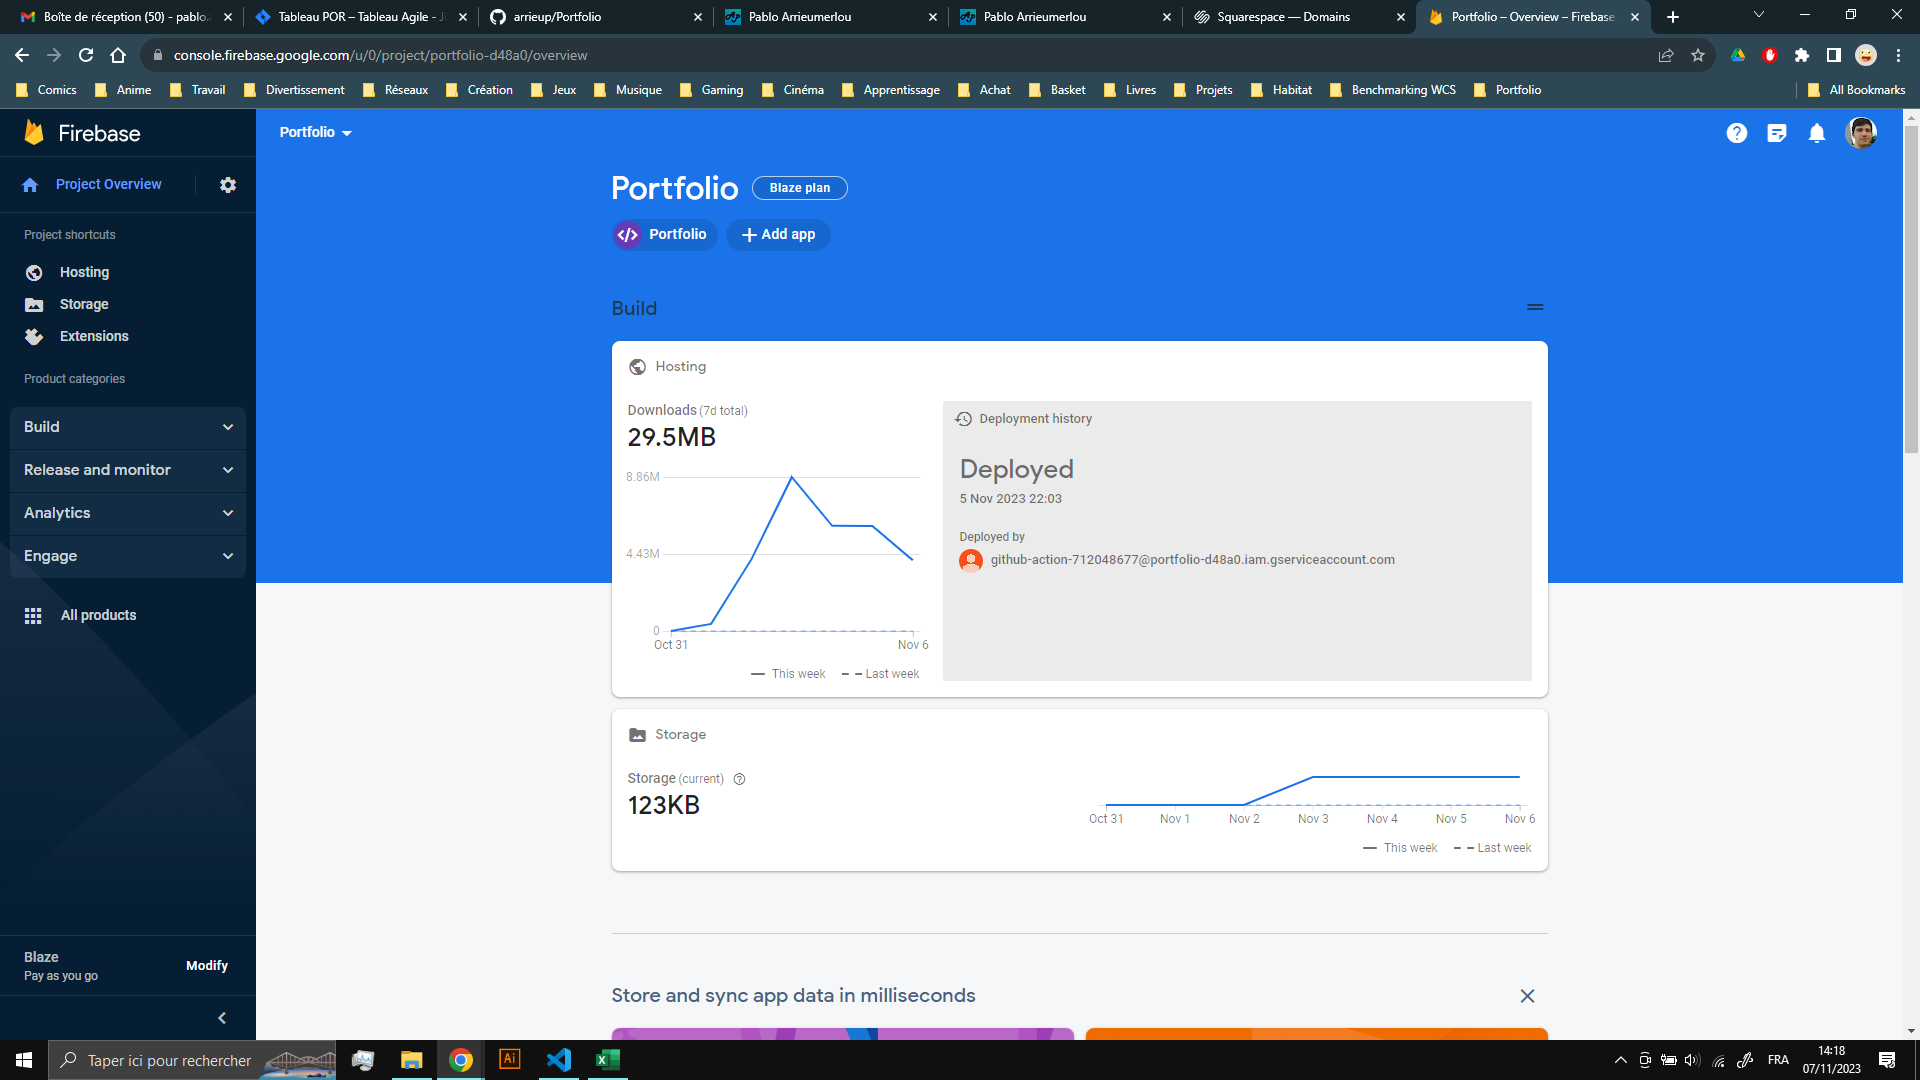 Boîte de réception (50) - pablo.
Tableau POR – Tableau Agile - Ji
arrieup/Portfolio
Pablo Arrieumerlou
Pablo Arrieumerlou
Squarespace — Domains
Portfolio – Overview – Firebase
console.firebase.google.com/u/0/project/portfolio-d48a0/overview
Comics
Anime
Travail
Divertissement
Réseaux
Création
Jeux
Musique
Gaming
Cinéma
Apprentissage
Achat
Basket
Livres
Projets
Habitat
Benchmarking WCS
Portfolio
All Bookmarks
Firebase
Project Overview
Project shortcuts
Hosting
Storage
Extensions
Product categories
Build
Release and monitor
Analytics
Engage
All products
Blaze
Pay as you go
Modify
Portfolio
Portfolio
Blaze plan
Portfolio
Add app
Build
Hosting
Downloads (7d total)
29.5MB
8.86M
4.43M
0
Oct 31
Nov 6
This week
Last week
Deployment history
Deployed
5 Nov 2023 22:03
Deployed by
github-action-712048677@portfolio-d48a0.iam.gserviceaccount.com
Storage
Storage (current)
123KB
Oct 31
Nov 1
Nov 2
Nov 3
Nov 4
Nov 5
Nov 6
This week
Last week
Store and sync app data in milliseconds
Taper ici pour rechercher
Ai
FRA
14:18
07/11/2023